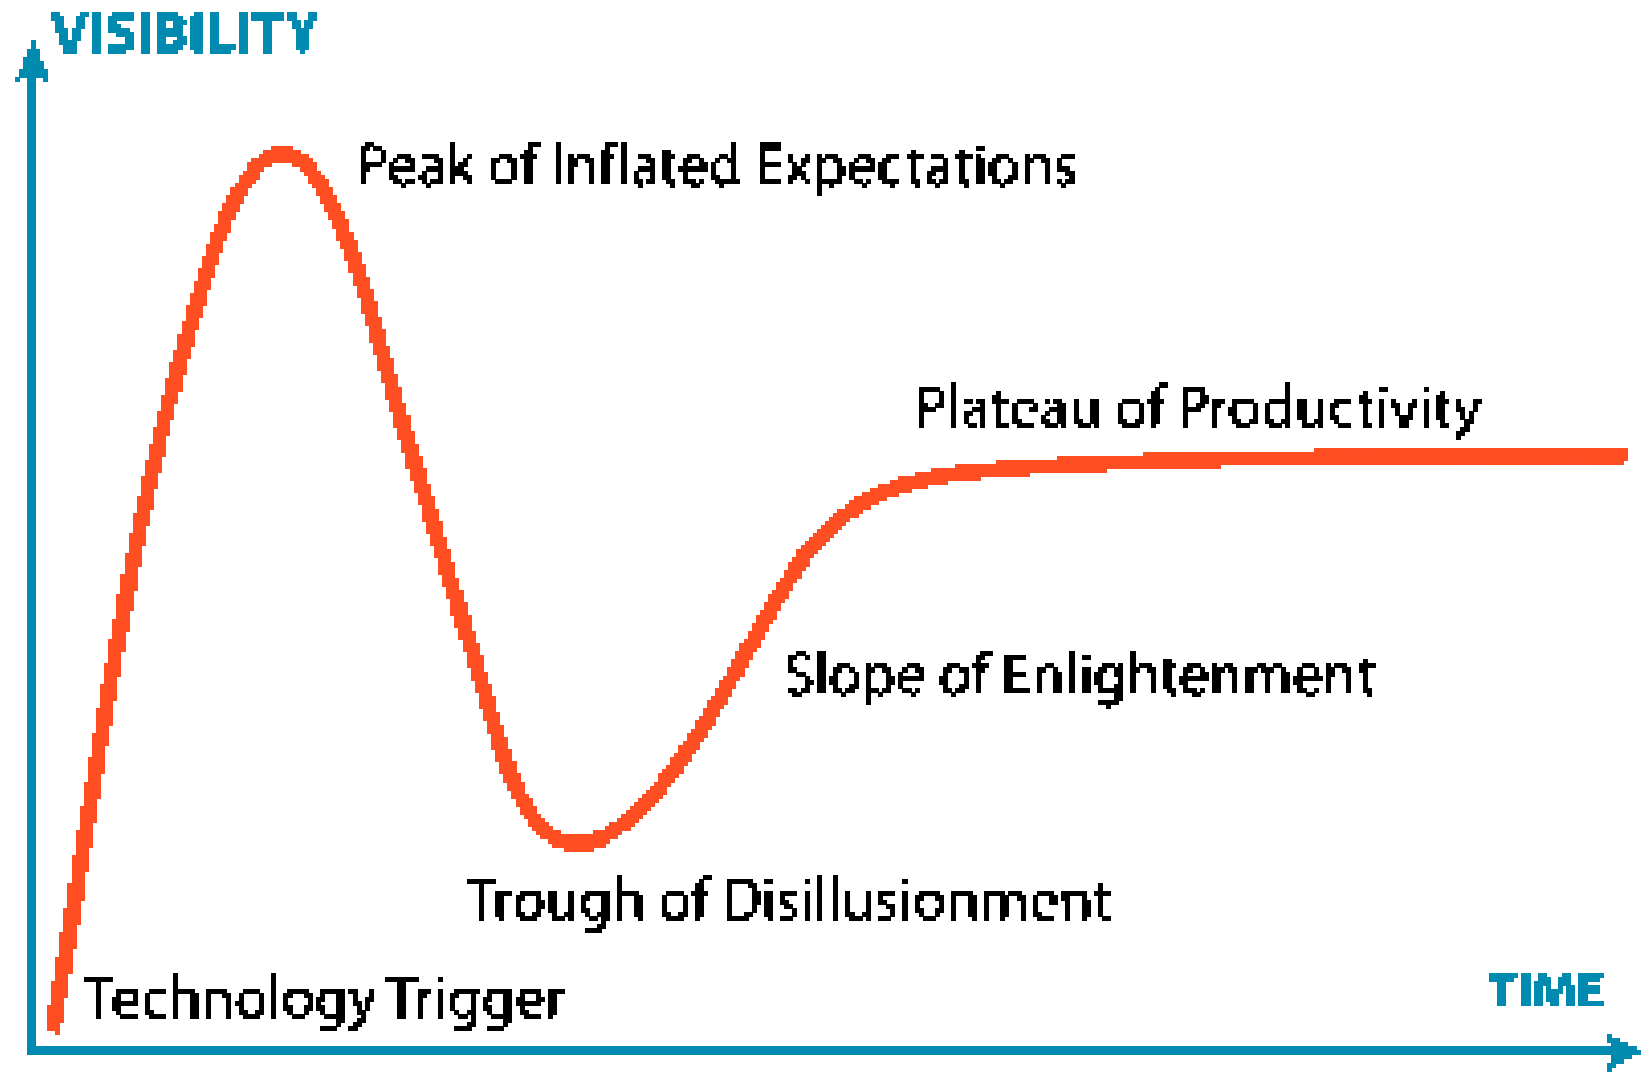 VISIBILITY
Peak of Inflated Expectations
Plateau of Productivity
Slope of Enlightenment
Trough of Disillusionment
Technology Trigger
TIME